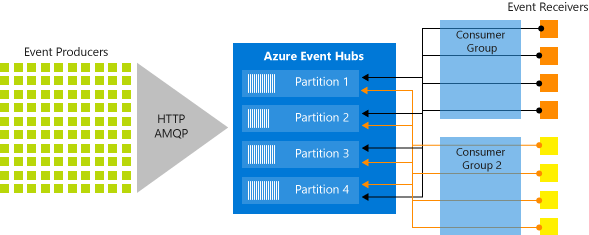 Event Producers
HTTP
AMQP
Azure Event Hubs
Partition 1
Partition 2
Partition 3
Partition 4
Event Receivers
Consumer
Group
Consumer
Group 2